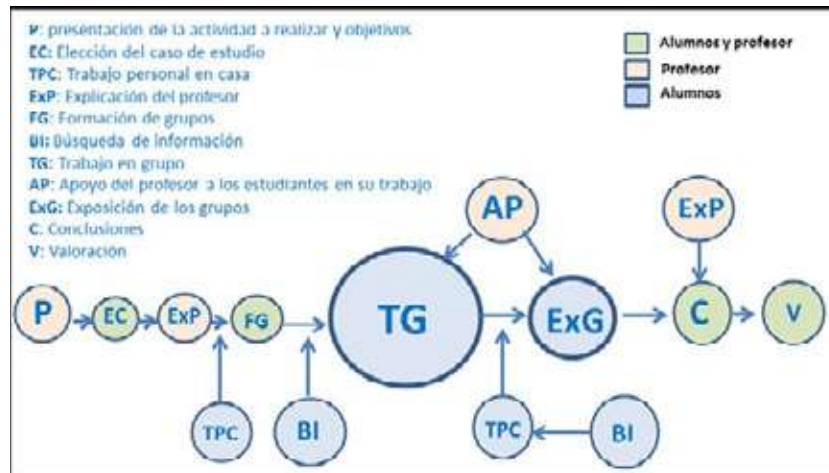 P: presentación de la actividad a realizar y objetivos
EC: Elección del caso de estudio
TPC: Trabajo personal en casa
ExP: Explicación del profesor
FG: Formación de grupos
BI: Búsqueda de información
TG: Trabajo en grupo
AP: Apoyo del profesor a los estudiantes en su trabajo
ExG: Exposición de los grupos
C. Conclusiones
V: Valoración
Alumnos y profesor
Profesor
Alumnos
AP
ExP
P
EC
ExP
FG
TG
ExG
C
V
TPC
BI
TPC
BI